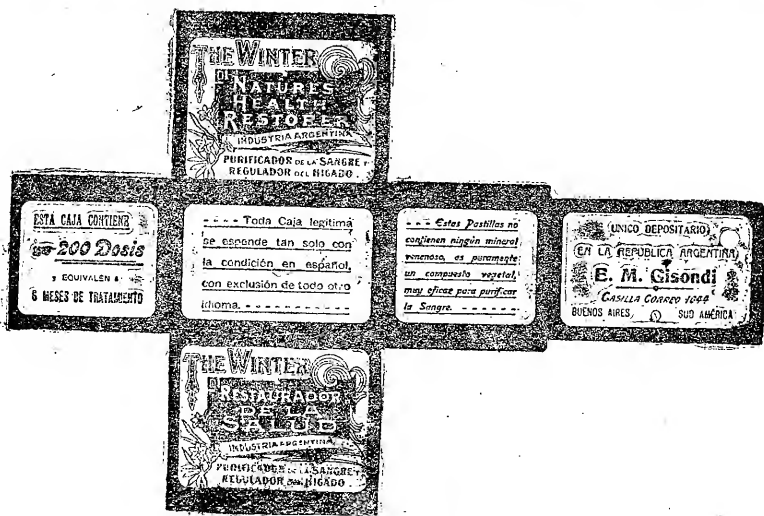 THE WINTER
NATURES
HEALTH
RESTORER
INDUSTRIA ARGENTINA
PURIFICADOR DE LA SANGRE Y
REGULADOR DEL HIGADO.
ESTA CAJA CONTIENE
200 Dosis
Y EQUIVALEN A
6 MESES DE TRATAMIENTO
- - - - Toda Caja legitima
se espende tan solo con
la condición en español,
con exclusión de todo otro
idioma. - - - - - - - - - -
- - - Estas Pastillas no
contienen ningún mineral
venenoso, es puramente
un compuesto vegetal,
muy eficaz para purificar
la Sangre. - - - - - -
UNICO DEPOSITARIO
EN LA REPUBLICA ARGENTINA
E. M. Gisondi
CASILLA CORREO 1044
BUENOS AIRES, SUD AMÉRICA
THE WINTER
RESTAURADOR
DE LA
SALUD
INDUSTRIA ARGENTINA
PURIFICADOR DE LA SANGRE Y
REGULADOR DEL HIGADO.